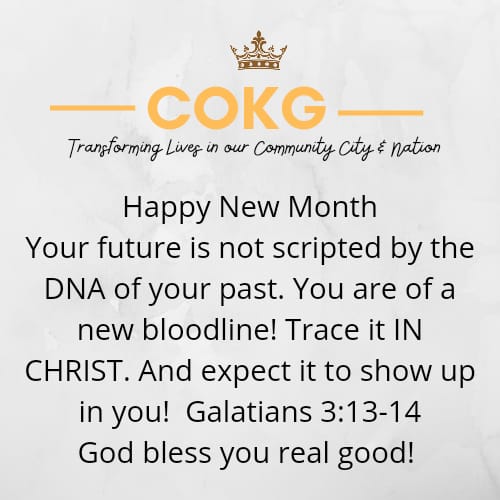 COKG
Transforming Lives in our Community City & Nation
Happy New Month
Your future is not scripted by the
DNA of your past. You are of a
new bloodline! Trace it IN
CHRIST. And expect it to show up
in you!  Galatians 3:13-14
God bless you real good!